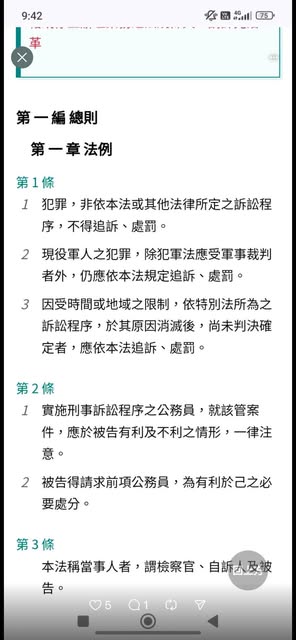 9:42
4G
75
革
第 一 編 總則
第 一 章 法例
第 1 條
1 犯罪，非依本法或其他法律所定之訴訟程
序，不得追訴、處罰。
2 現役軍人之犯罪，除犯軍法應受軍事裁判
者外，仍應依本法規定追訴、處罰。
3 因受時間或地域之限制，依特別法所為之
訴訟程序，於其原因消滅後，尚未判決確
定者，應依本法追訴、處罰。
第 2 條
1 實施刑事訴訟程序之公務員，就該管案
件，應於被告有利及不利之情形，一律注
意。
2 被告得請求前項公務員，為有利於己之必
要處分。
第 3 條
本法稱當事人者，謂檢察官、自訴人及被
告。
5
1